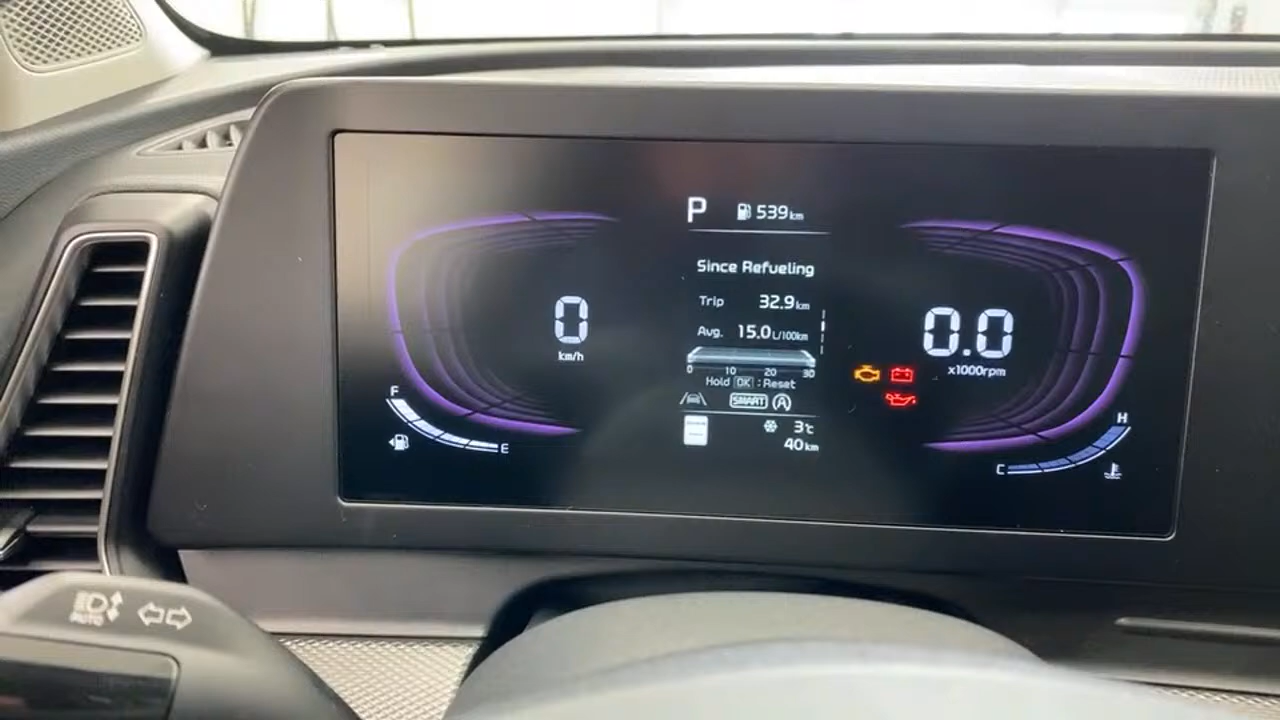 P 539km
Since Refueling
Trip 32.9km
Avg. 15.0L/100km
0 10 20 30
Hold OK : Reset
SMART A
3℃
40km
0
km/h
F
E
0.0
x1000rpm
H
C
AUTO